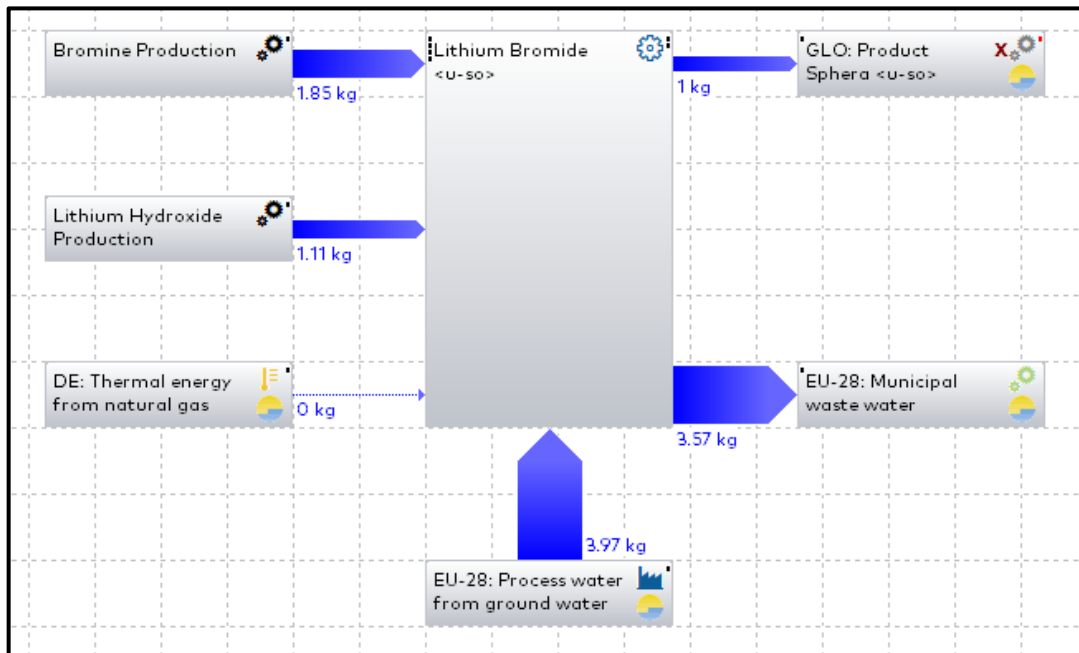 Bromine Production
1.85 kg
Lithium Bromide
<u-so>
1 kg
GLO: Product
Sphera <u-so>
X
Lithium Hydroxide
Production
1.11 kg
DE: Thermal energy
from natural gas
0 kg
3.57 kg
EU-28: Municipal
waste water
3.97 kg
EU-28: Process water
from ground water